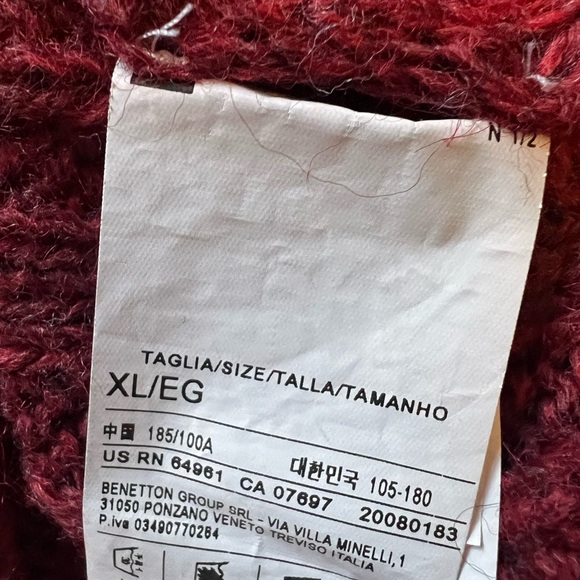 N 1/2
TAGLIA/SIZE/TALLA/TAMANHO
XL/EG
中国 185/100A 대한민국 105-180
US RN 64961 CA 07697 20080183
BENETTON GROUP SRL - VIA VILLA MINELLI,1
31050 PONZANO VENETO TREVISO ITALIA
P.iva 03490770264